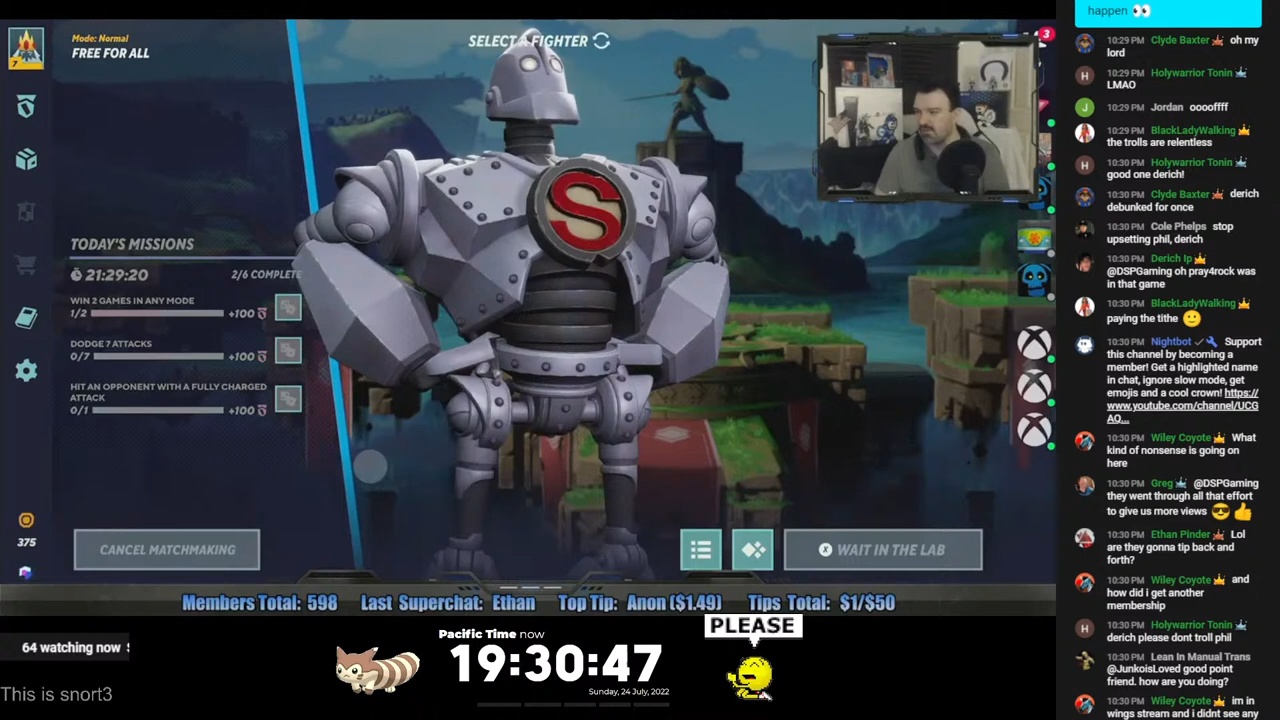 Mode: Normal
FREE FOR ALL
7
SELECT A FIGHTER
3
TODAY'S MISSIONS
21:29:20
2/6 COMPLETE
WIN 2 GAMES IN ANY MODE
1/2
+100
DODGE 7 ATTACKS
0/7
+100
HIT AN OPPONENT WITH A FULLY CHARGED
ATTACK
0/1
+100
S
375
CANCEL MATCHMAKING
X WAIT IN THE LAB
Members Total: 598 Last Superchat: Ethan Top Tip: Anon ($1.49) Tips Total: $1/$50
64 watching now
This is snort3
Pacific Time now
19:30:47
Sunday, 24 July, 2022
PLEASE
happen 👀
10:29 PM Clyde Baxter oh my
lord
10:29 PM Holywarrior Tonin
LMAO
10:29 PM Jordan oooofff
10:29 PM BlackLadyWalking
the trolls are relentless
10:30 PM Holywarrior Tonin
good one derich!
10:30 PM Clyde Baxter derich
debunked for once
10:30 PM Cole Phelps stop
upsetting phil, derich
10:30 PM Derich Ip
@DSPGaming oh pray4rock was
in that game
10:30 PM BlackLadyWalking
paying the tithe 🙂
10:30 PM Nightbot Support
this channel by becoming a
member! Get a highlighted name
in chat, ignore slow mode, get
emojis and a cool crown! https://
www.youtube.com/channel/UCG
AQ...
10:30 PM Wiley Coyote What
kind of nonsense is going on
here
10:30 PM Greg @DSPGaming
they went through all that effort
to give us more views 😎 👍
10:30 PM Ethan Pinder Lol
are they gonna tip back and
forth?
10:30 PM Wiley Coyote and
how did i get another
membership
10:30 PM Holywarrior Tonin
derich please dont troll phil
10:30 PM Lean In Manual Trans
@JunkoisLoved good point
friend. how are you doing?
10:30 PM Wiley Coyote im in
wings stream and i didnt see any